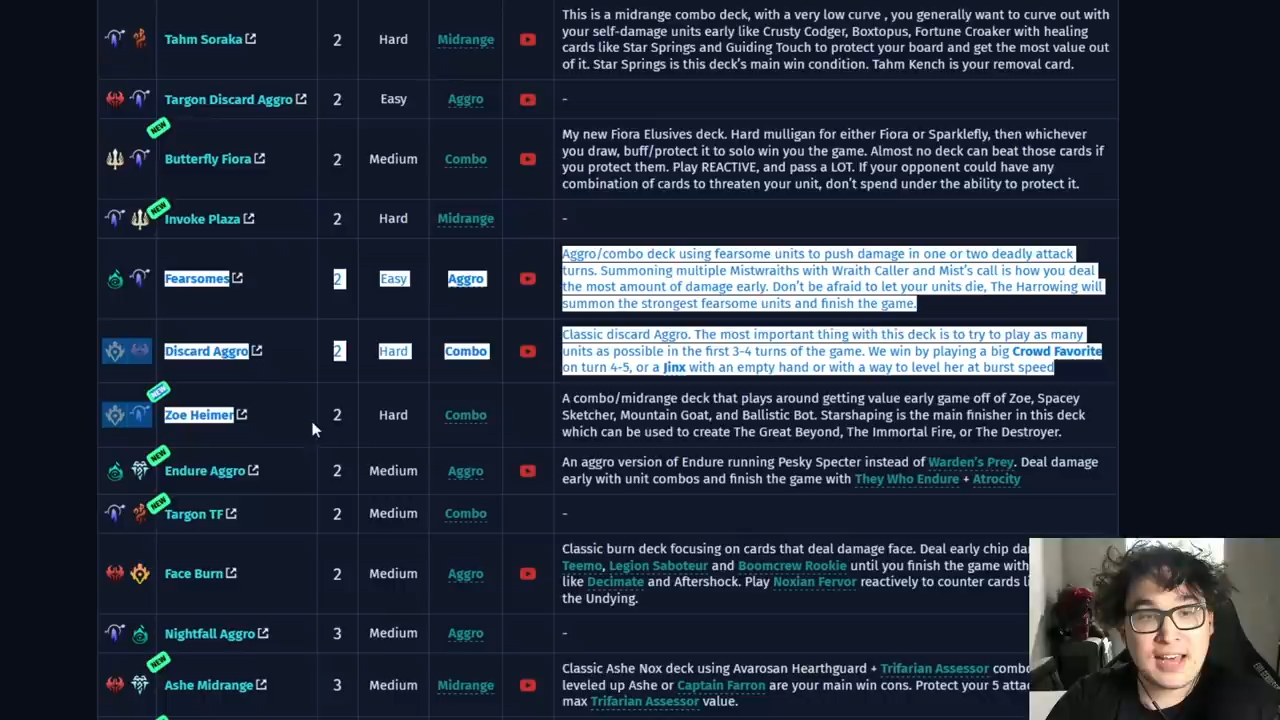 This is a midrange combo deck, with a very low curve , you generally want to curve out with
your self-damage units early like Crusty Codger, Boxtopus, Fortune Croaker with healing
Tahm Soraka 2 Hard Midrange
cards like Star Springs and Guiding Touch to protect your board and get the most value out
of it. Star Springs is this deck's main win condition. Tahm Kench is your removal card.
Targon Discard Aggro 2 Easy Aggro -
NEW
My new Fiora Elusives deck. Hard mulligan for either Fiora or Sparklefly, then whichever
you draw, buff/protect it to solo win you the game. Almost no deck can beat those cards if
Butterfly Fiora 2 Medium Combo
you protect them. Play REACTIVE, and pass a LOT. If your opponent could have any
combination of cards to threaten your unit, don't spend under the ability to protect it.
NEW
Invoke Plaza 2 Hard Midrange -
Aggro/combo deck using fearsome units to push damage in one or two deadly attack
turns. Summoning multiple Mistwraiths with Wraith Caller and Mist's call is how you deal
Fearsomes 2 Easy Aggro
the most amount of damage early. Don't be afraid to let your units die, The Harrowing will
summon the strongest fearsome units and finish the game.
Classic discard Aggro. The most important thing with this deck is to try to play as many
Discard Aggro 2 Hard Combo
units as possible in the first 3-4 turns of the game. We win by playing a big Crowd Favorite
on turn 4-5, or a Jinx with an empty hand or with a way to level her at burst speed
NEW
A combo/midrange deck that plays around getting value early game off of Zoe, Spacey
Zoe Heimer 2 Hard Combo
Sketcher, Mountain Goat, and Ballistic Bot. Starshaping is the main finisher in this deck
which can be used to create The Great Beyond, The Immortal Fire, or The Destroyer.
NEW
An aggro version of Endure running Pesky Specter instead of Warden's Prey. Deal damage
Endure Aggro 2 Medium Aggro
early with unit combos and finish the game with They Who Endure + Atrocity
NEW
Targon TF 2 Medium Combo -
Classic burn deck focusing on cards that deal damage face. Deal early chip
Teemo, Legion Saboteur and Boomcrew Rookie until you finish the game with
Face Burn 2 Medium Aggro
like Decimate and Aftershock. Play Noxian Fervor reactively to counter cards
the Undying.
Nightfall Aggro 3 Medium Aggro -
NEW
Classic Ashe Nox deck using Avarosan Hearthguard + Trifarian Assessor
Ashe Midrange 3 Medium Midrange
leveled up Ashe or Captain Farron are your main win cons. Protect your 5
max Trifarian Assessor value.